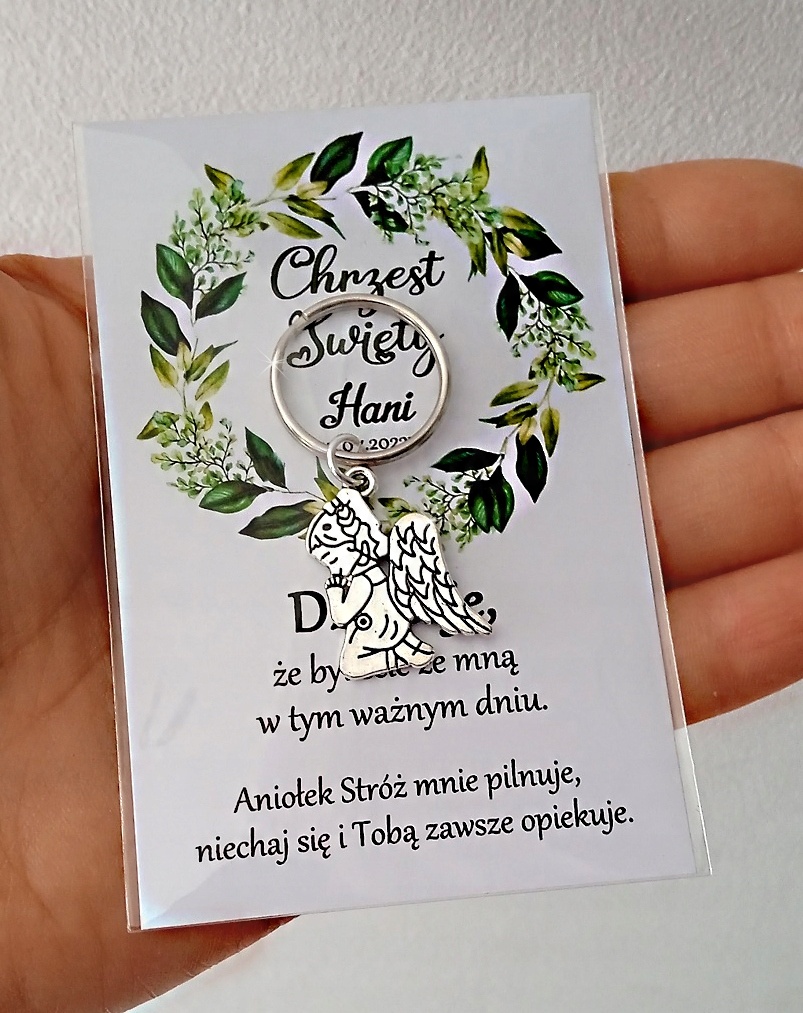 Chrzest
Święty
Hani
w tym ważnym dniu.
że mną
Aniołek Stróż mnie pilnuje,
niechaj się i Tobą zawsze opiekuje.